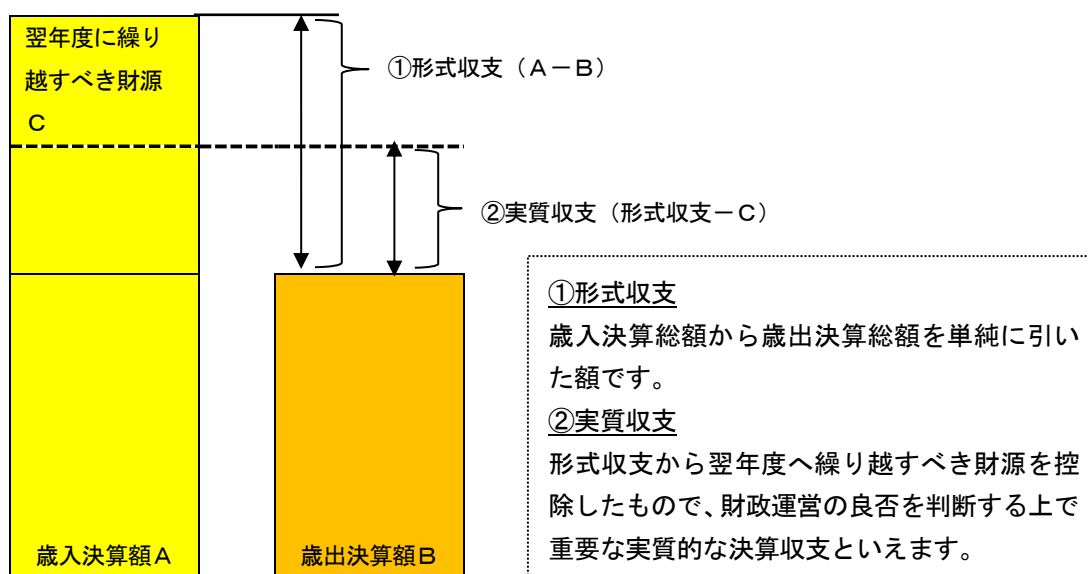 翌年度に繰り
越すべき財源
Ｃ
①形式収支（Ａ－Ｂ）
②実質収支（形式収支－Ｃ）
①形式収支
歳入決算総額から歳出決算総額を単純に引い
た額です。
②実質収支
形式収支から翌年度へ繰り越すべき財源を控
除したもので、財政運営の良否を判断する上で
重要な実質的な決算収支といえます。
歳入決算額Ａ
歳出決算額Ｂ